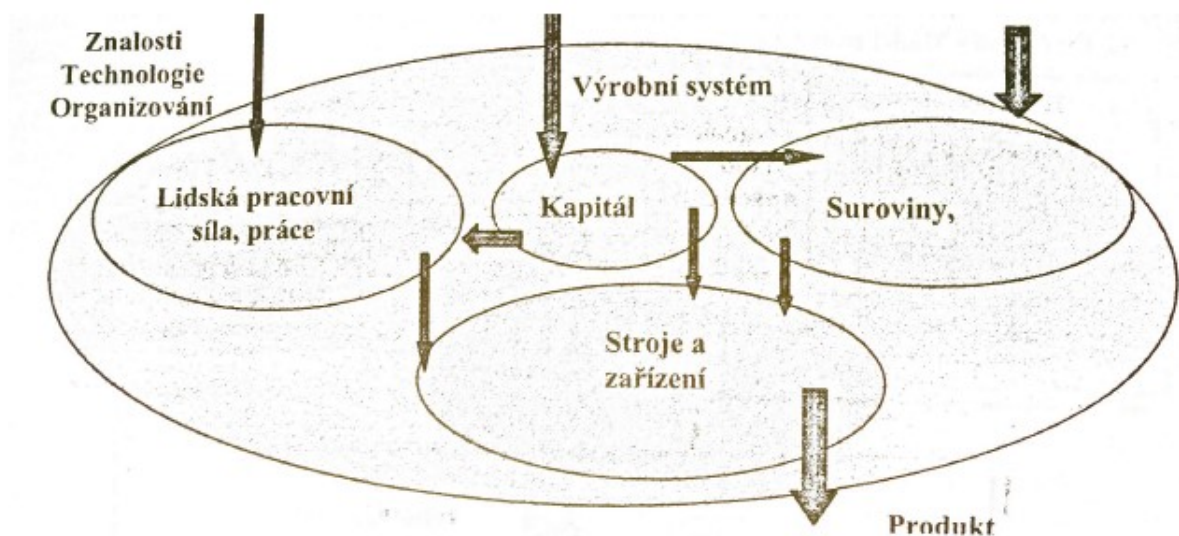 Znalosti
Technologie
Organizování
Výrobní systém
Lidská pracovní
síla, práce
Kapitál
Suroviny,
Stroje a
zařízení
Produkt